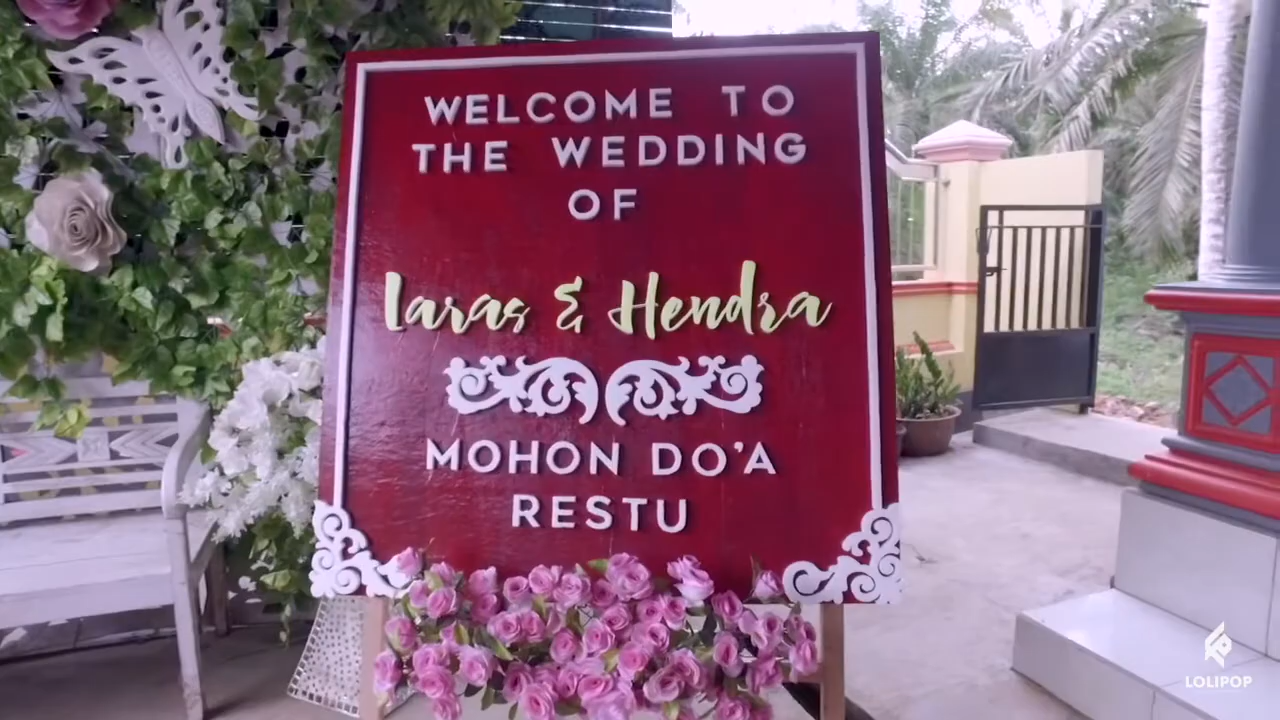 WELCOME TO
THE WEDDING
OF
Laras & Hendra
MOHON DO'A
RESTU
LOLIPOP